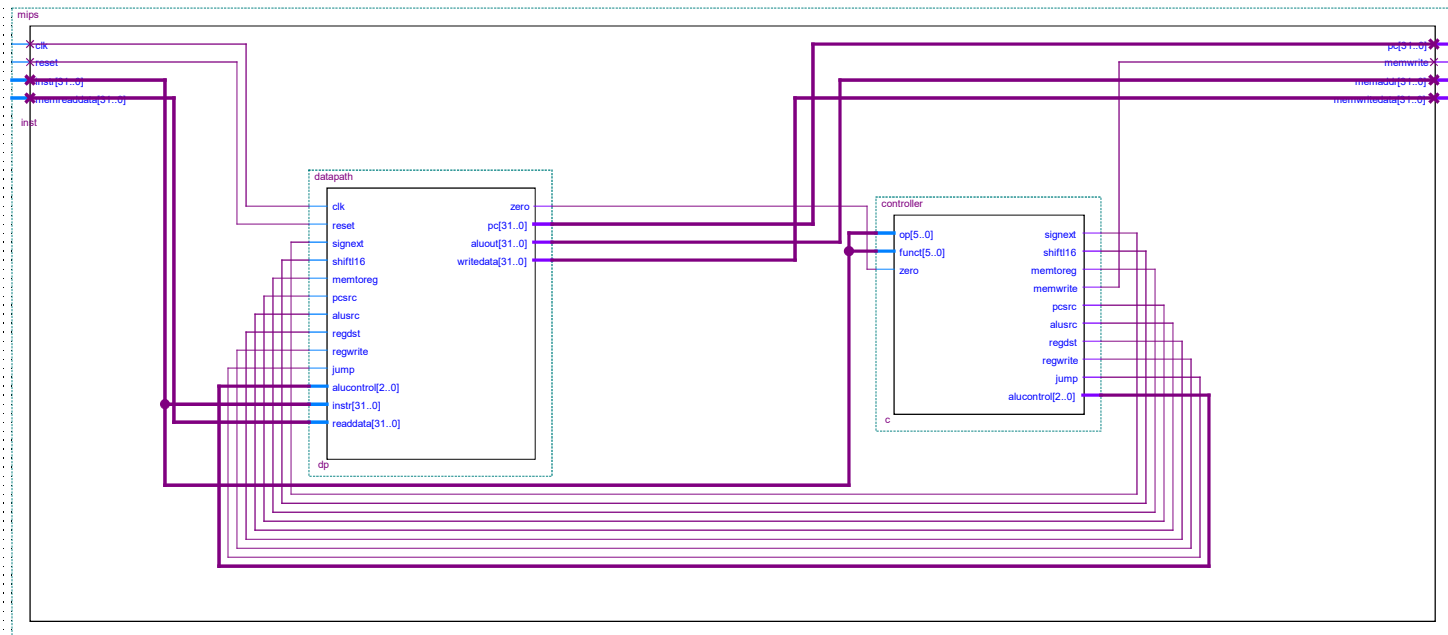 mips
clk
reset
instr[31..0]
memreaddata[31..0]
inst
pc[31..0]
memwrite
memaddr[31..0]
memwritedata[31..0]
datapath
clk
reset
signext
shiftl16
memtoreg
pcsrc
alusrc
regdst
regwrite
jump
alucontrol[2..0]
instr[31..0]
readdata[31..0]
zero
pc[31..0]
aluout[31..0]
writedata[31..0]
dp
controller
op[5..0]
funct[5..0]
zero
signext
shiftl16
memtoreg
memwrite
pcsrc
alusrc
regdst
regwrite
jump
alucontrol[2..0]
c